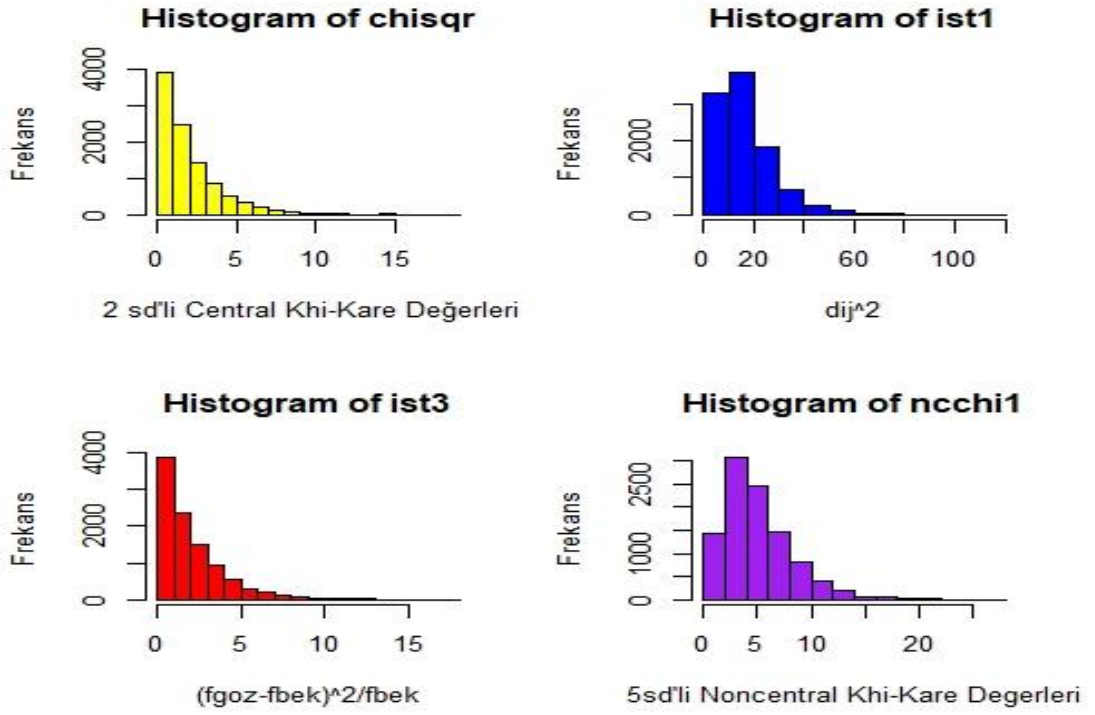 Histogram of chisqr
Frekans
0 2000 4000
0 5 10 15
2 sd'li Central Khi-Kare Değerleri
Histogram of ist1
Frekans
0 2000
0 20 60 100
dij^2
Histogram of ist3
Frekans
0 2000 4000
0 5 10 15
(fgoz-fbek)^2/fbek
Histogram of ncchi1
Frekans
0 1000 2500
0 5 10 20
5sd'li Noncentral Khi-Kare Degerleri